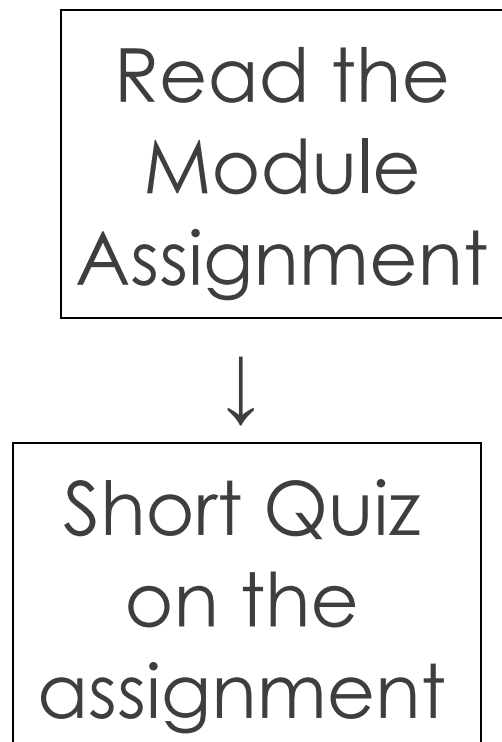 Read the
Module
Assignment
↓
Short Quiz
on the
assignment